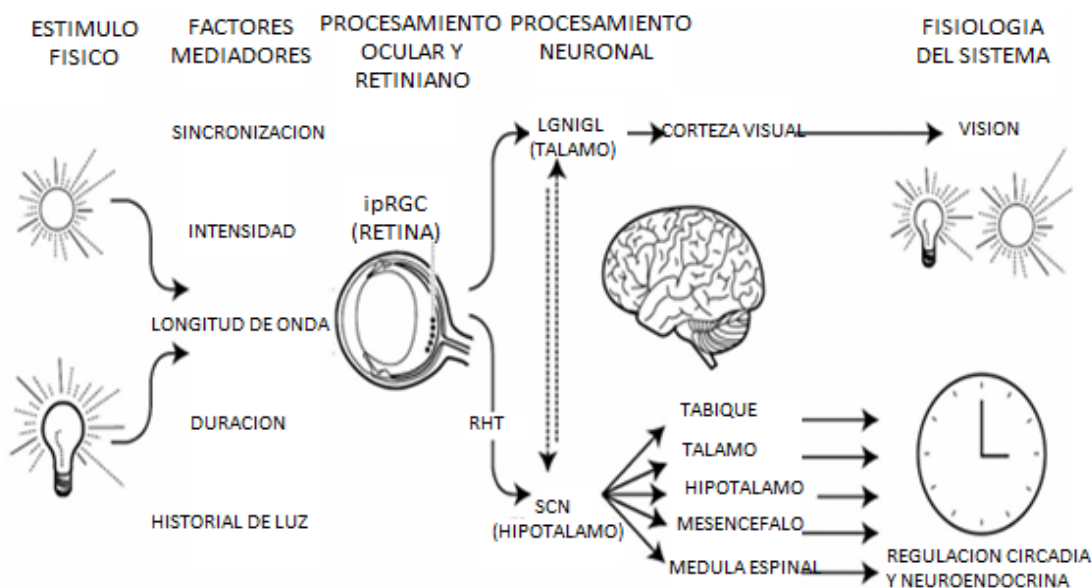 ESTIMULO
FISICO
FACTORES
MEDIADORES
PROCESAMIENTO
OCULAR Y
RETINIANO
PROCESAMIENTO
NEURONAL
FISIOLOGIA
DEL SISTEMA
SINCRONIZACION
INTENSIDAD
LONGITUD DE ONDA
DURACION
HISTORIAL DE LUZ
ipRGC
(RETINA)
RHT
LGNIGL
(TALAMO)
CORTEZA VISUAL
VISION
SCN
(HIPOTALAMO)
TABIQUE
TALAMO
HIPOTALAMO
MESENCEFALO
MEDULA ESPINAL
REGULACION CIRCADIA
Y NEUROENDOCRINA